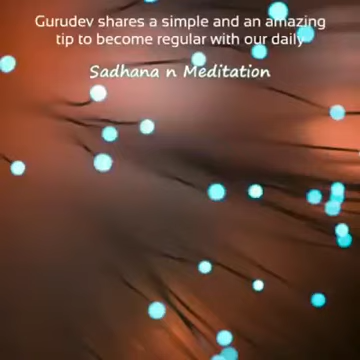 Gurudev shares a simple and an amazing
tip to become regular with our daily
Sadhana n Meditation